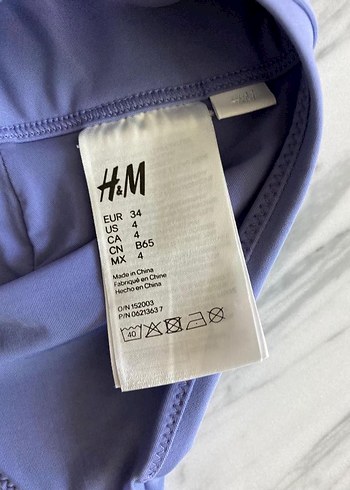 H&M
EUR 34
US 4
CA 4
CN B65
MX 4
Made in China
Fabriqué en Chine
Hecho en China
O/N 152003
P/N 0621363 7
40